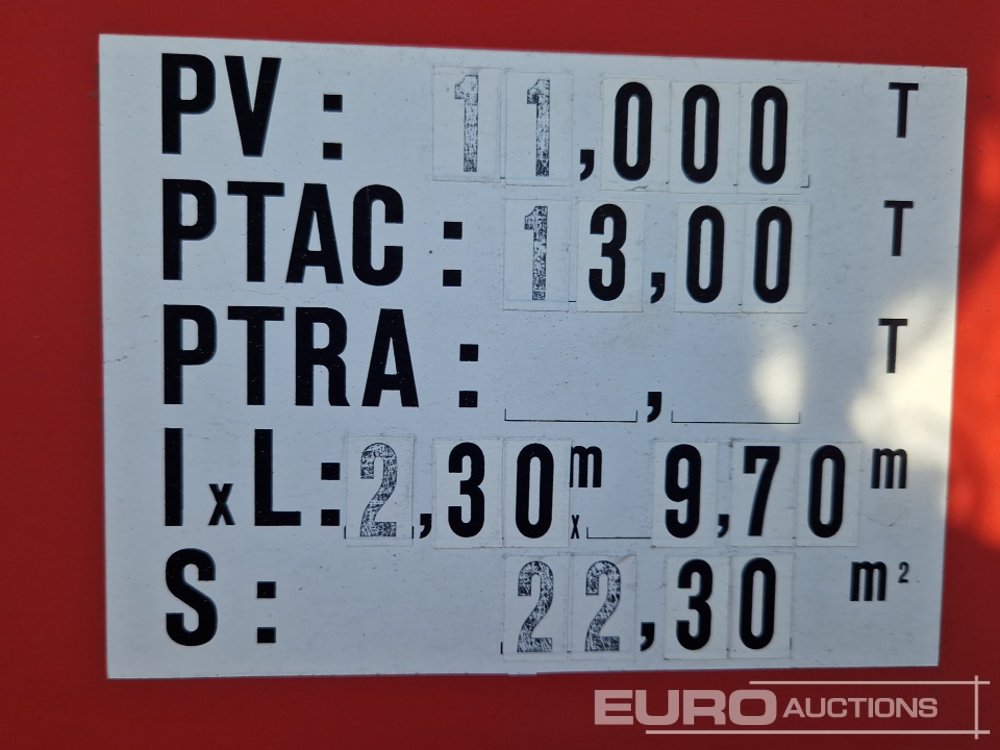 PV : 11,000 T
PTAC : 13,00 T
PTRA : , T
l x L : 2,30 m x 9,70 m
S : 22,30 m²
EURO AUCTIONS